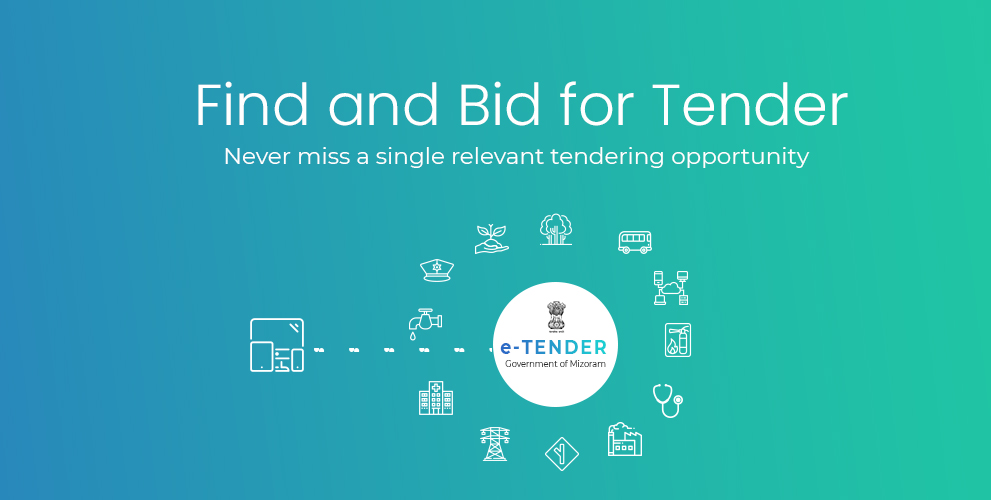 Find and Bid for Tender
Never miss a single relevant tendering opportunity
e-TENDER
Government of Mizoram